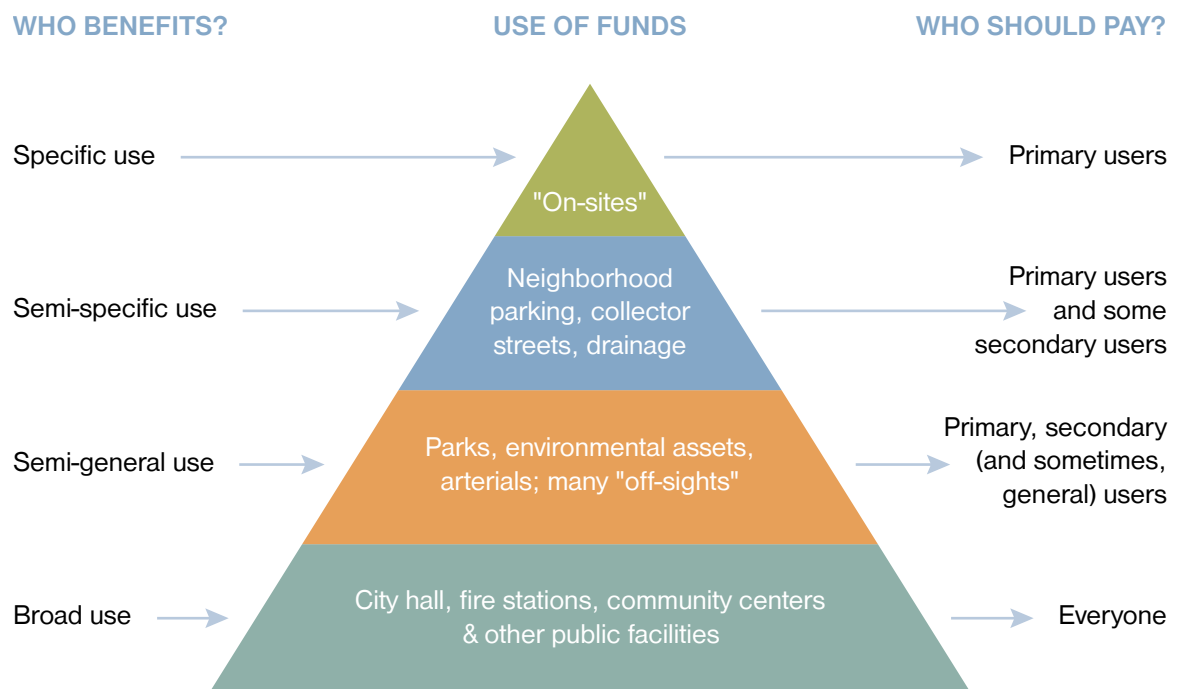 WHO BENEFITS?
USE OF FUNDS
WHO SHOULD PAY?
Specific use
"On-sites"
Primary users
Semi-specific use
Neighborhood
parking, collector
streets, drainage
Primary users
and some
secondary users
Semi-general use
Parks, environmental assets,
arterials; many "off-sights"
Primary, secondary
(and sometimes,
general) users
Broad use
City hall, fire stations, community centers
& other public facilities
Everyone